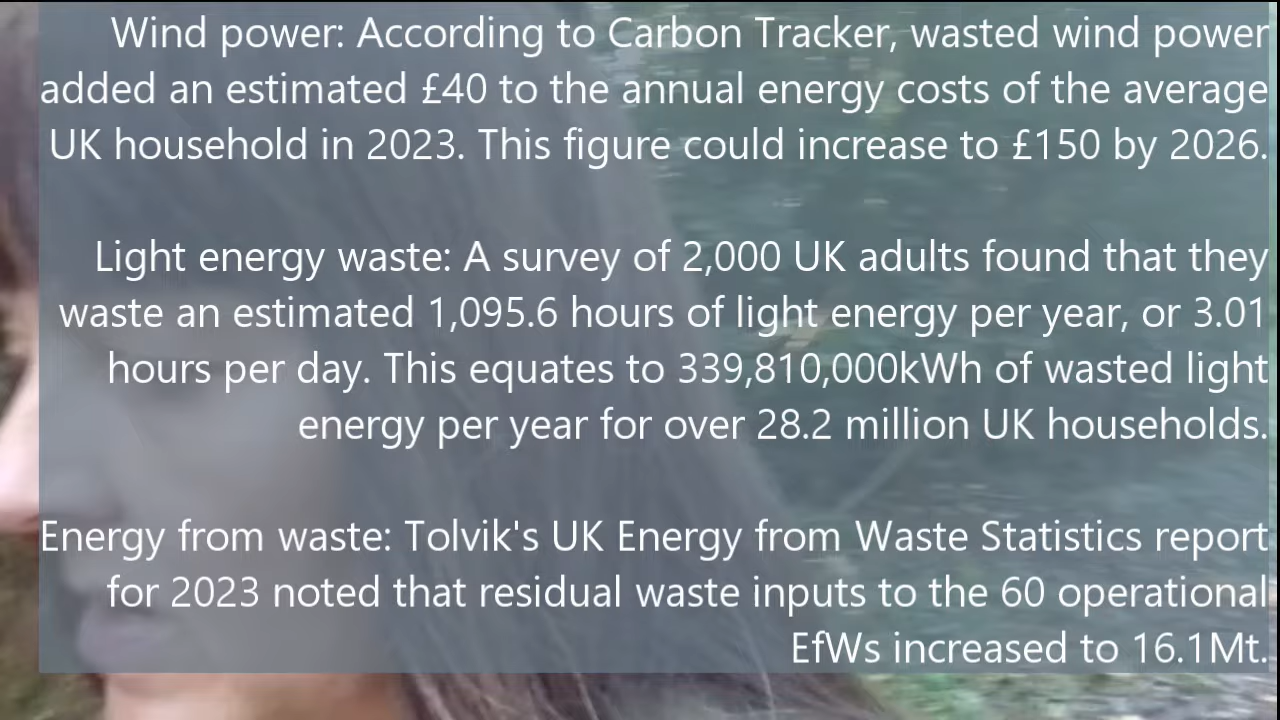 Wind power: According to Carbon Tracker, wasted wind power
added an estimated £40 to the annual energy costs of the average
UK household in 2023. This figure could increase to £150 by 2026.
Light energy waste: A survey of 2,000 UK adults found that they
waste an estimated 1,095.6 hours of light energy per year, or 3.01
hours per day. This equates to 339,810,000kWh of wasted light
energy per year for over 28.2 million UK households.
Energy from waste: Tolvik's UK Energy from Waste Statistics report
for 2023 noted that residual waste inputs to the 60 operational
EfWs increased to 16.1Mt.